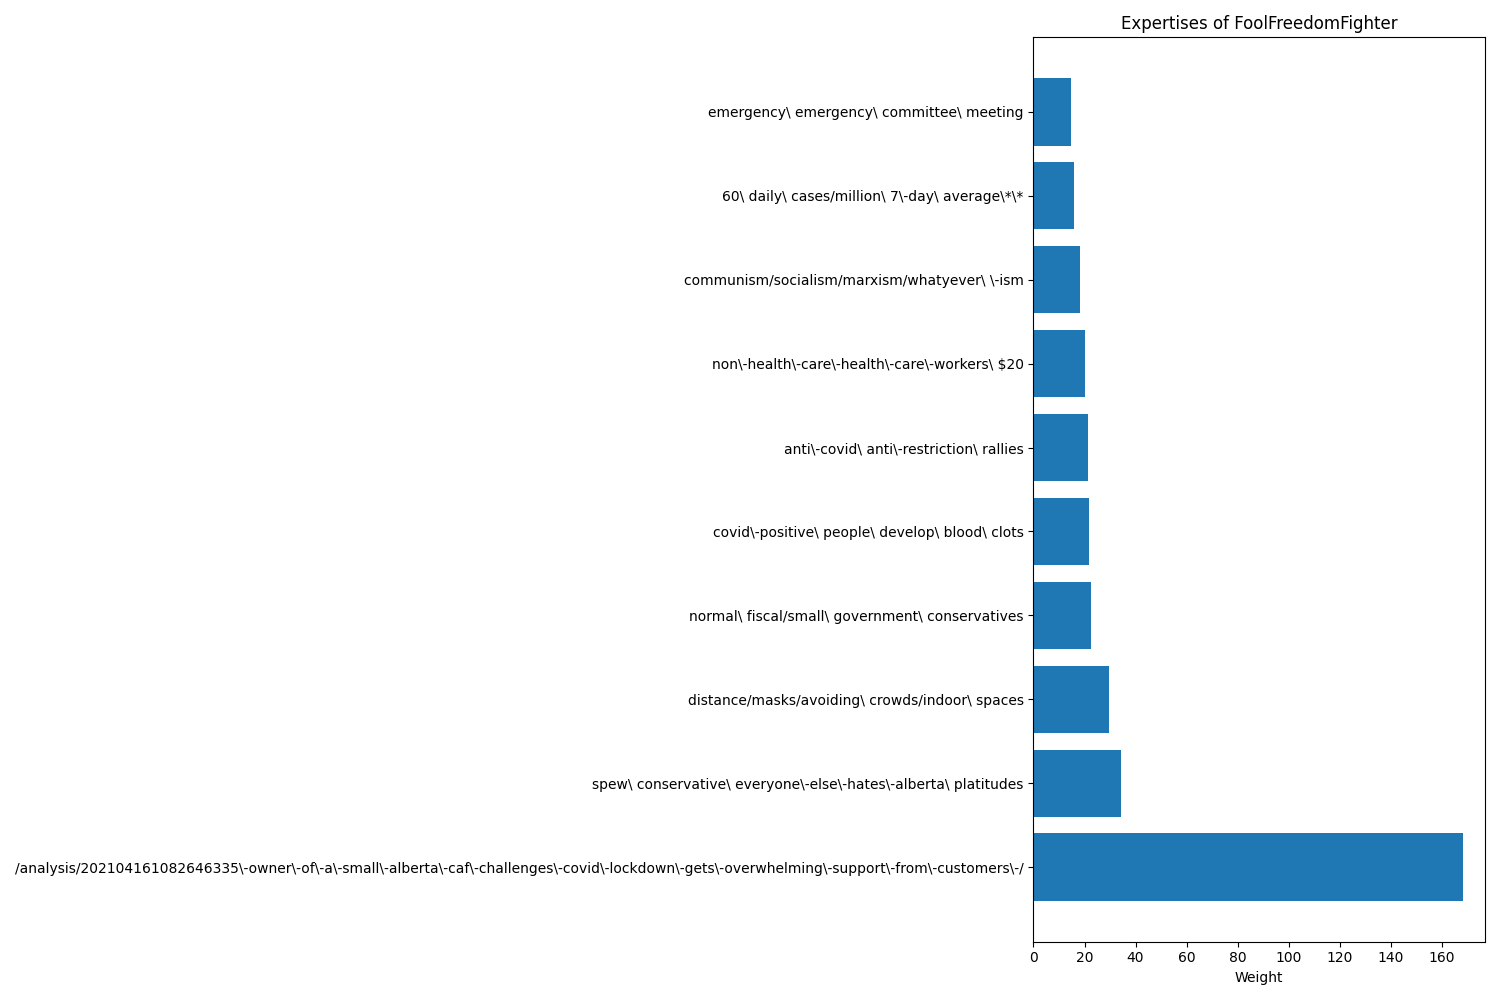 Expertises of FoolFreedomFighter
emergency\ emergency\ committee\ meeting
60\ daily\ cases/million\ 7\-day\ average\*\*
communism/socialism/marxism/whatyever\ \-ism
non\-health\-care\-health\-care\-workers\ $20
anti\-covid\ anti\-restriction\ rallies
covid\-positive\ people\ develop\ blood\ clots
normal\ fiscal/small\ government\ conservatives
distance/masks/avoiding\ crowds/indoor\ spaces
spew\ conservative\ everyone\-else\-hates\-alberta\ platitudes
/analysis/202104161082646335\-owner\-of\-a\-small\-alberta\-caf\-challenges\-covid\-lockdown\-gets\-overwhelming\-support\-from\-customers\-/
0 20 40 60 80 100 120 140 160
Weight